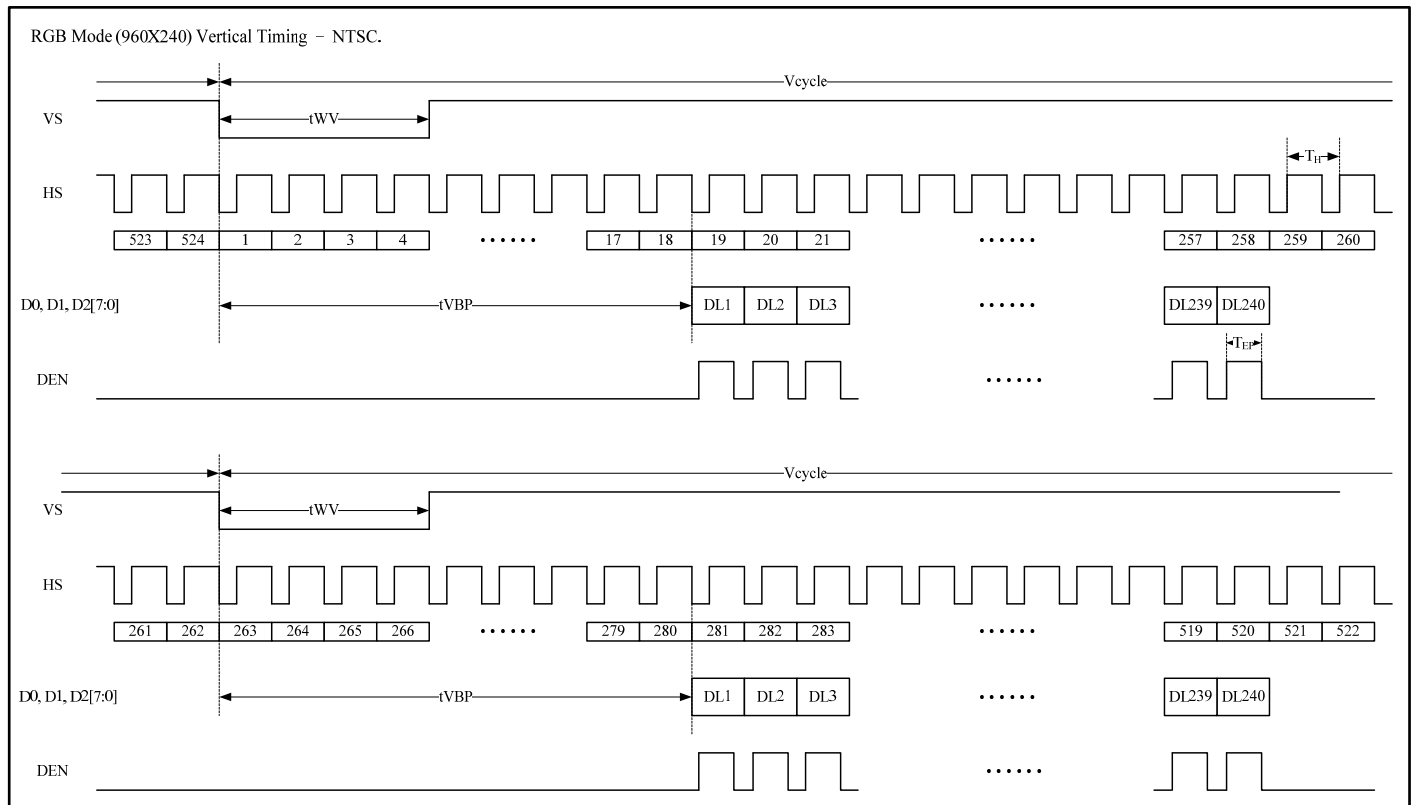 RGB Mode (960X240) Vertical Timing – NTSC.
Vcycle
VS
tWV
TH
HS
523 524 1 2 3 4 ...... 17 18 19 20 21 ...... 257 258 259 260
D0, D1, D2[7:0]
tVBP
DL1 DL2 DL3 ...... DL239 DL240
TEP
DEN
......
Vcycle
VS
tWV
HS
261 262 263 264 265 266 ...... 279 280 281 282 283 ...... 519 520 521 522
D0, D1, D2[7:0]
tVBP
DL1 DL2 DL3 ...... DL239 DL240
DEN
......